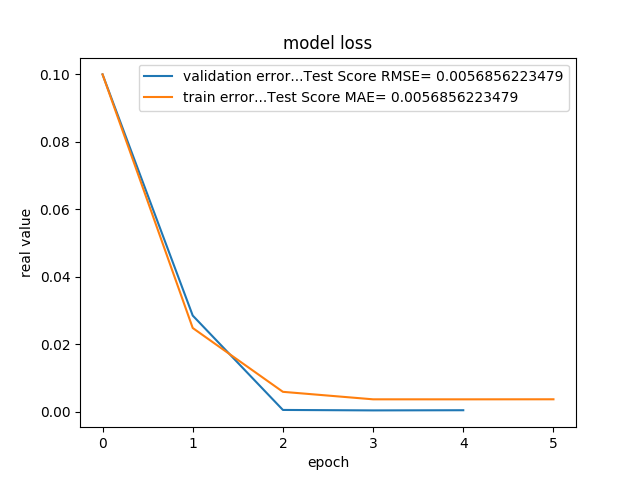 model loss
validation error...Test Score RMSE= 0.0056856223479
train error...Test Score MAE= 0.0056856223479
real value
0.10
0.08
0.06
0.04
0.02
0.00
0 1 2 3 4 5
epoch